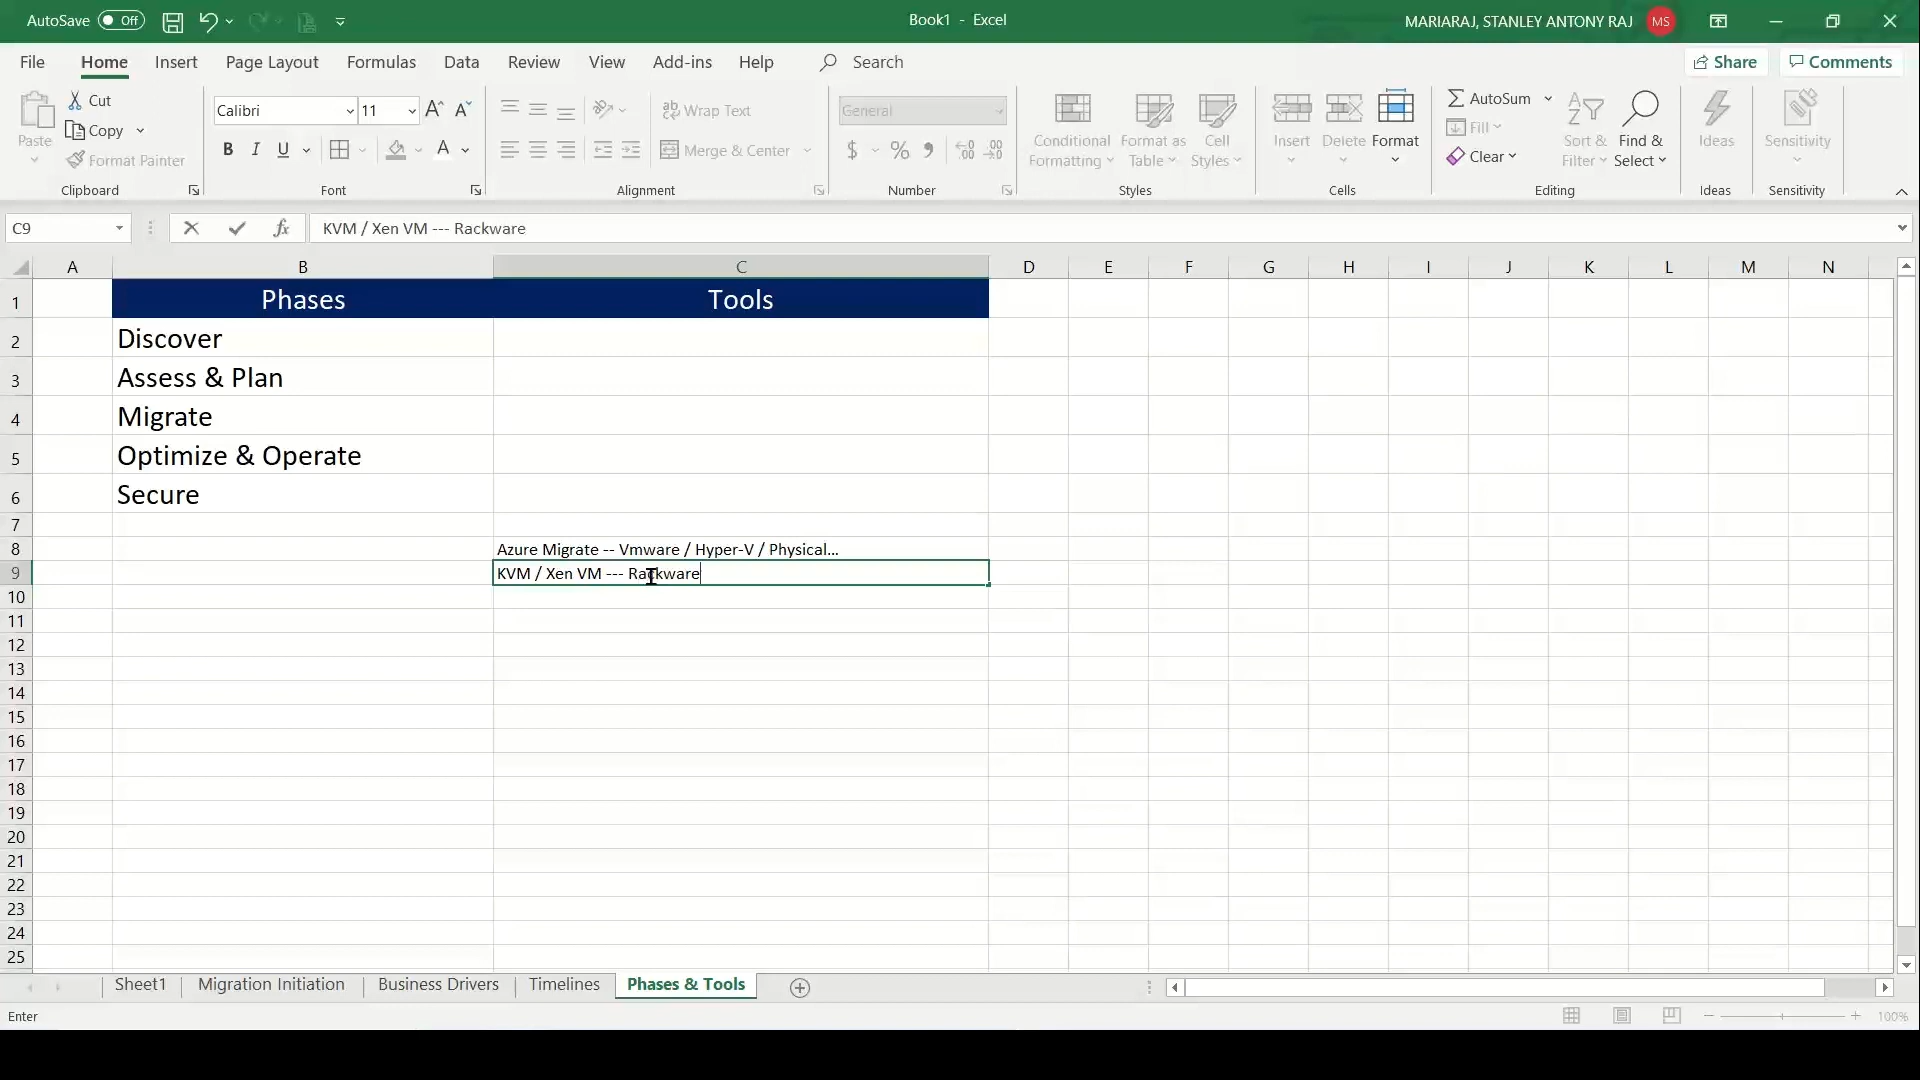 AutoSave Off Book1 - Excel MARIARAJ, STANLEY ANTONY RAJ MS
File Home Insert Page Layout Formulas Data Review View Add-ins Help Search Share Comments
Paste Cut Copy Format Painter Clipboard
Calibri 11 A A B I U A Font
ab Wrap Text Merge & Center Alignment
General $ % Number
Conditional Formatting Format as Table Cell Styles Styles
Insert Delete Format Cells
AutoSum Fill Clear Sort & Filter Find & Select Editing
Ideas Ideas
Sensitivity Sensitivity
C9 fx KVM / Xen VM --- Rackware
A B C D E F G H I J K L M N
1 Phases Tools
2 Discover
3 Assess & Plan
4 Migrate
5 Optimize & Operate
6 Secure
7
8 Azure Migrate -- Vmware / Hyper-V / Physical...
9 KVM / Xen VM --- Rackware
10
11
12
13
14
15
16
17
18
19
20
21
22
23
24
25
Sheet1 Migration Initiation Business Drivers Timelines Phases & Tools
Enter 100%